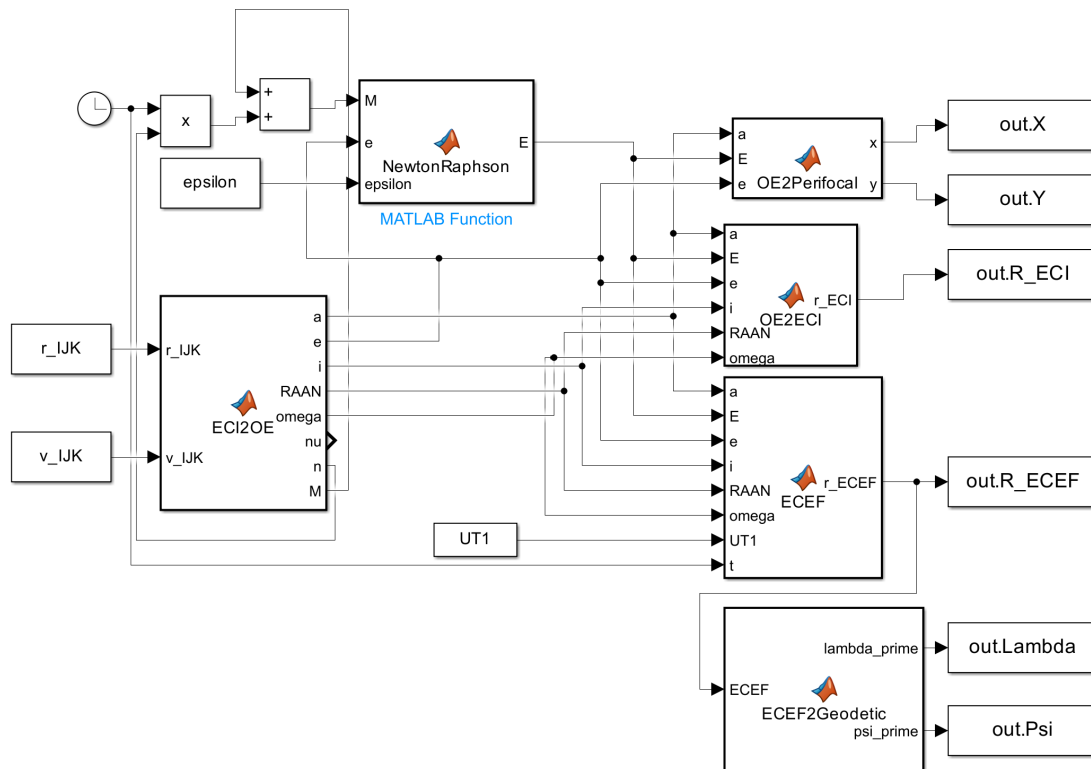 +
+
x
epsilon
M
e
epsilon
NewtonRaphson
E
MATLAB Function
a
E
e
OE2Perifocal
x
y
out.X
out.Y
a
E
e
i
RAAN
omega
OE2ECI
r_ECI
out.R_ECI
r_IJK
v_IJK
r_IJK
v_IJK
ECI2OE
a
e
i
RAAN
omega
nu
n
M
UT1
a
E
e
i
RAAN
omega
UT1
t
ECEF
r_ECEF
out.R_ECEF
ECEF
ECEF2Geodetic
lambda_prime
psi_prime
out.Lambda
out.Psi